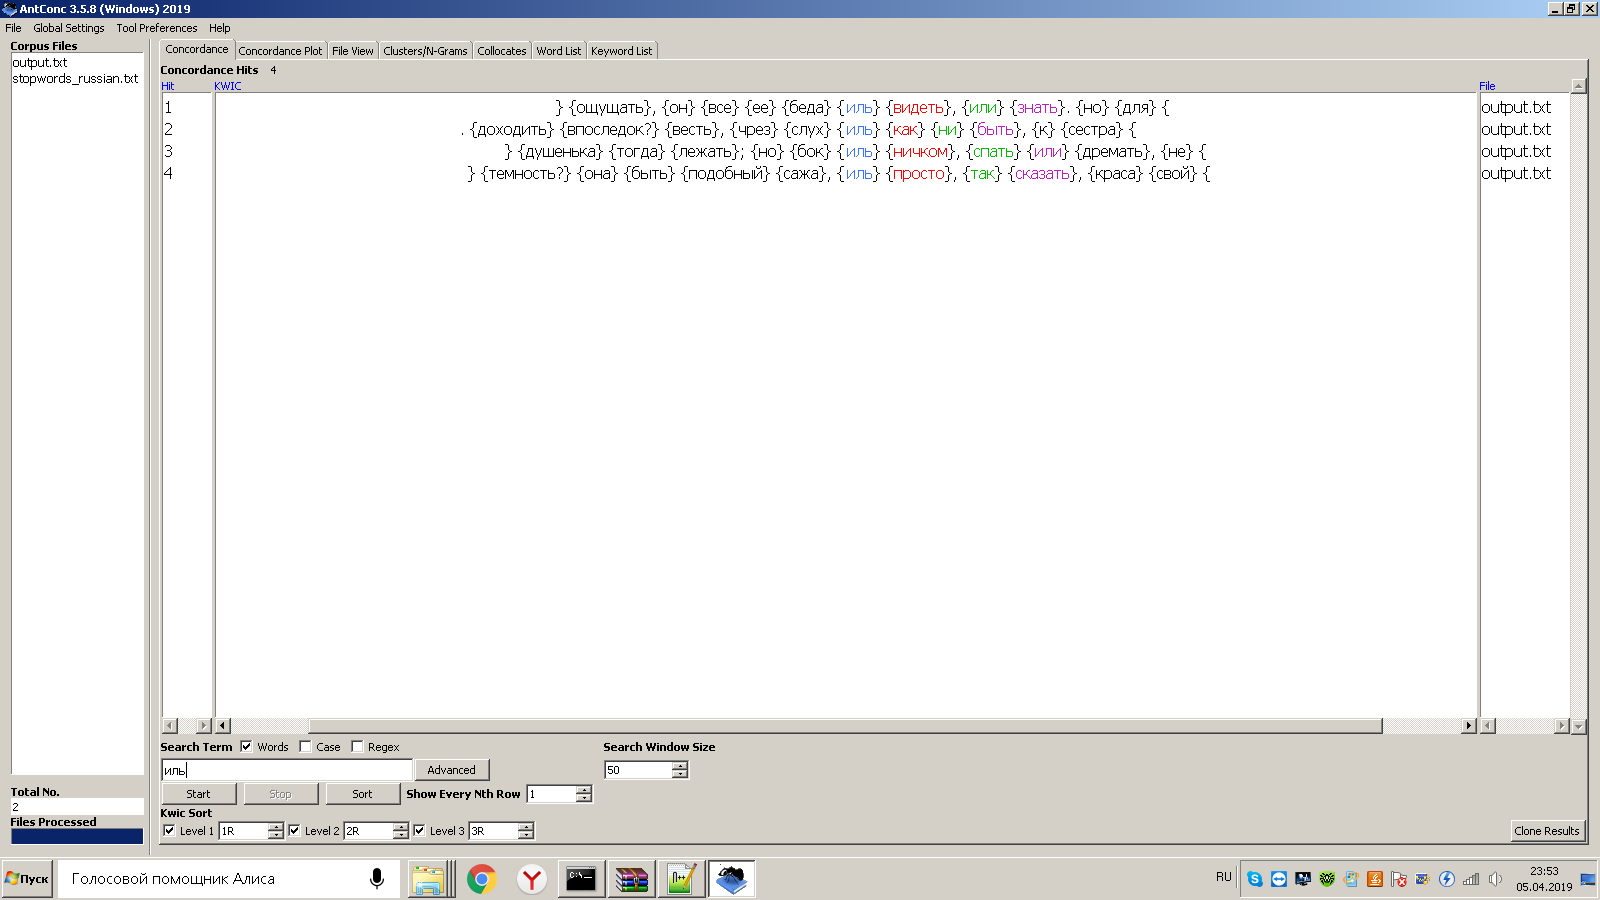 AntConc 3.5.8 (Windows) 2019
File Global Settings Tool Preferences Help
Corpus Files
output.txt
stopwords_russian.txt
Concordance Concordance Plot File View Clusters/N-Grams Collocates Word List Keyword List
Concordance Hits 4
Hit KWIC File
1 } {ощущать}, {он} {все} {ее} {беда} {иль} {видеть}, {или} {знать}. {но} {для} { output.txt
2 . {доходить} {впоследок?} {весть}, {чрез} {слух} {иль} {как} {ни} {быть}, {к} {сестра} { output.txt
3 } {душенька} {тогда} {лежать}; {но} {бок} {иль} {ничком}, {спать} {или} {дремать}, {не} { output.txt
4 } {темность?} {она} {быть} {подобный} {сажа}, {иль} {просто}, {так} {сказать}, {краса} {свой} { output.txt
Search Term Words Case Regex Search Window Size
иль Advanced 50
Start Stop Sort Show Every Nth Row 1
Kwic Sort
Level 1 1R Level 2 2R Level 3 3R
Clone Results
Total No.
2
Files Processed
Пуск Голосовой помощник Алиса RU 23:53
05.04.2019